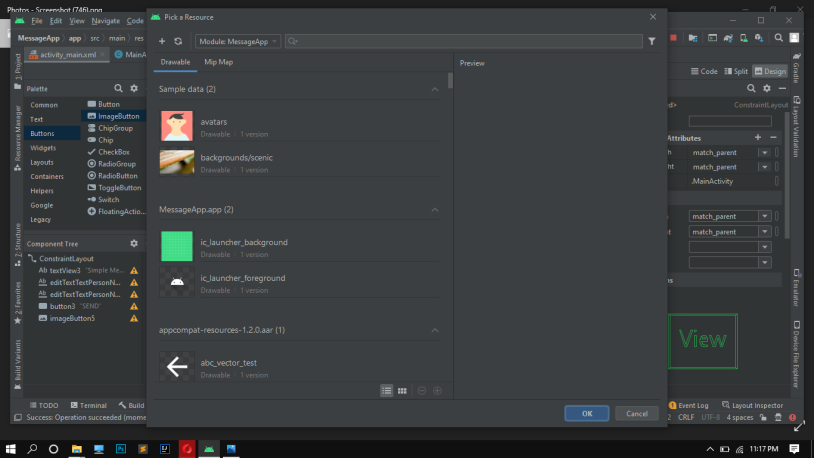 Photos - Screenshot (746).png
File Edit View Navigate Code
Pick a Resource
MessageApp app src main res
Module: MessageApp
activity_main.xml MainA
Drawable Mip Map
Preview
Code Split Design
1: Project
Resource Manager
7: Structure
2: Favorites
Build Variants
Palette
Common
Text
Buttons
Widgets
Layouts
Containers
Helpers
Google
Legacy
Button
ImageButton
ChipGroup
Chip
CheckBox
RadioGroup
RadioButton
ToggleButton
Switch
FloatingActio...
Component Tree
ConstraintLayout
Ab textView3 "Simple Me...
Ab editTextTextPersonN...
Ab editTextTextPersonN...
button3 "SEND"
imageButton5
Sample data (2)
avatars
Drawable 1 version
backgrounds/scenic
Drawable 1 version
MessageApp.app (2)
ic_launcher_background
Drawable 1 version
ic_launcher_foreground
Drawable 1 version
appcompat-resources-1.2.0.aar (1)
abc_vector_test
Drawable 1 version
OK Cancel
ConstraintLayout
Attributes
match_parent
match_parent
.MainActivity
match_parent
match_parent
View
Gradle
Layout Validation
Emulator
Device File Explorer
TODO Terminal Build
Event Log Layout Inspector
Success: Operation succeeded (mome
CRLF UTF-8 4 spaces
11:17 PM